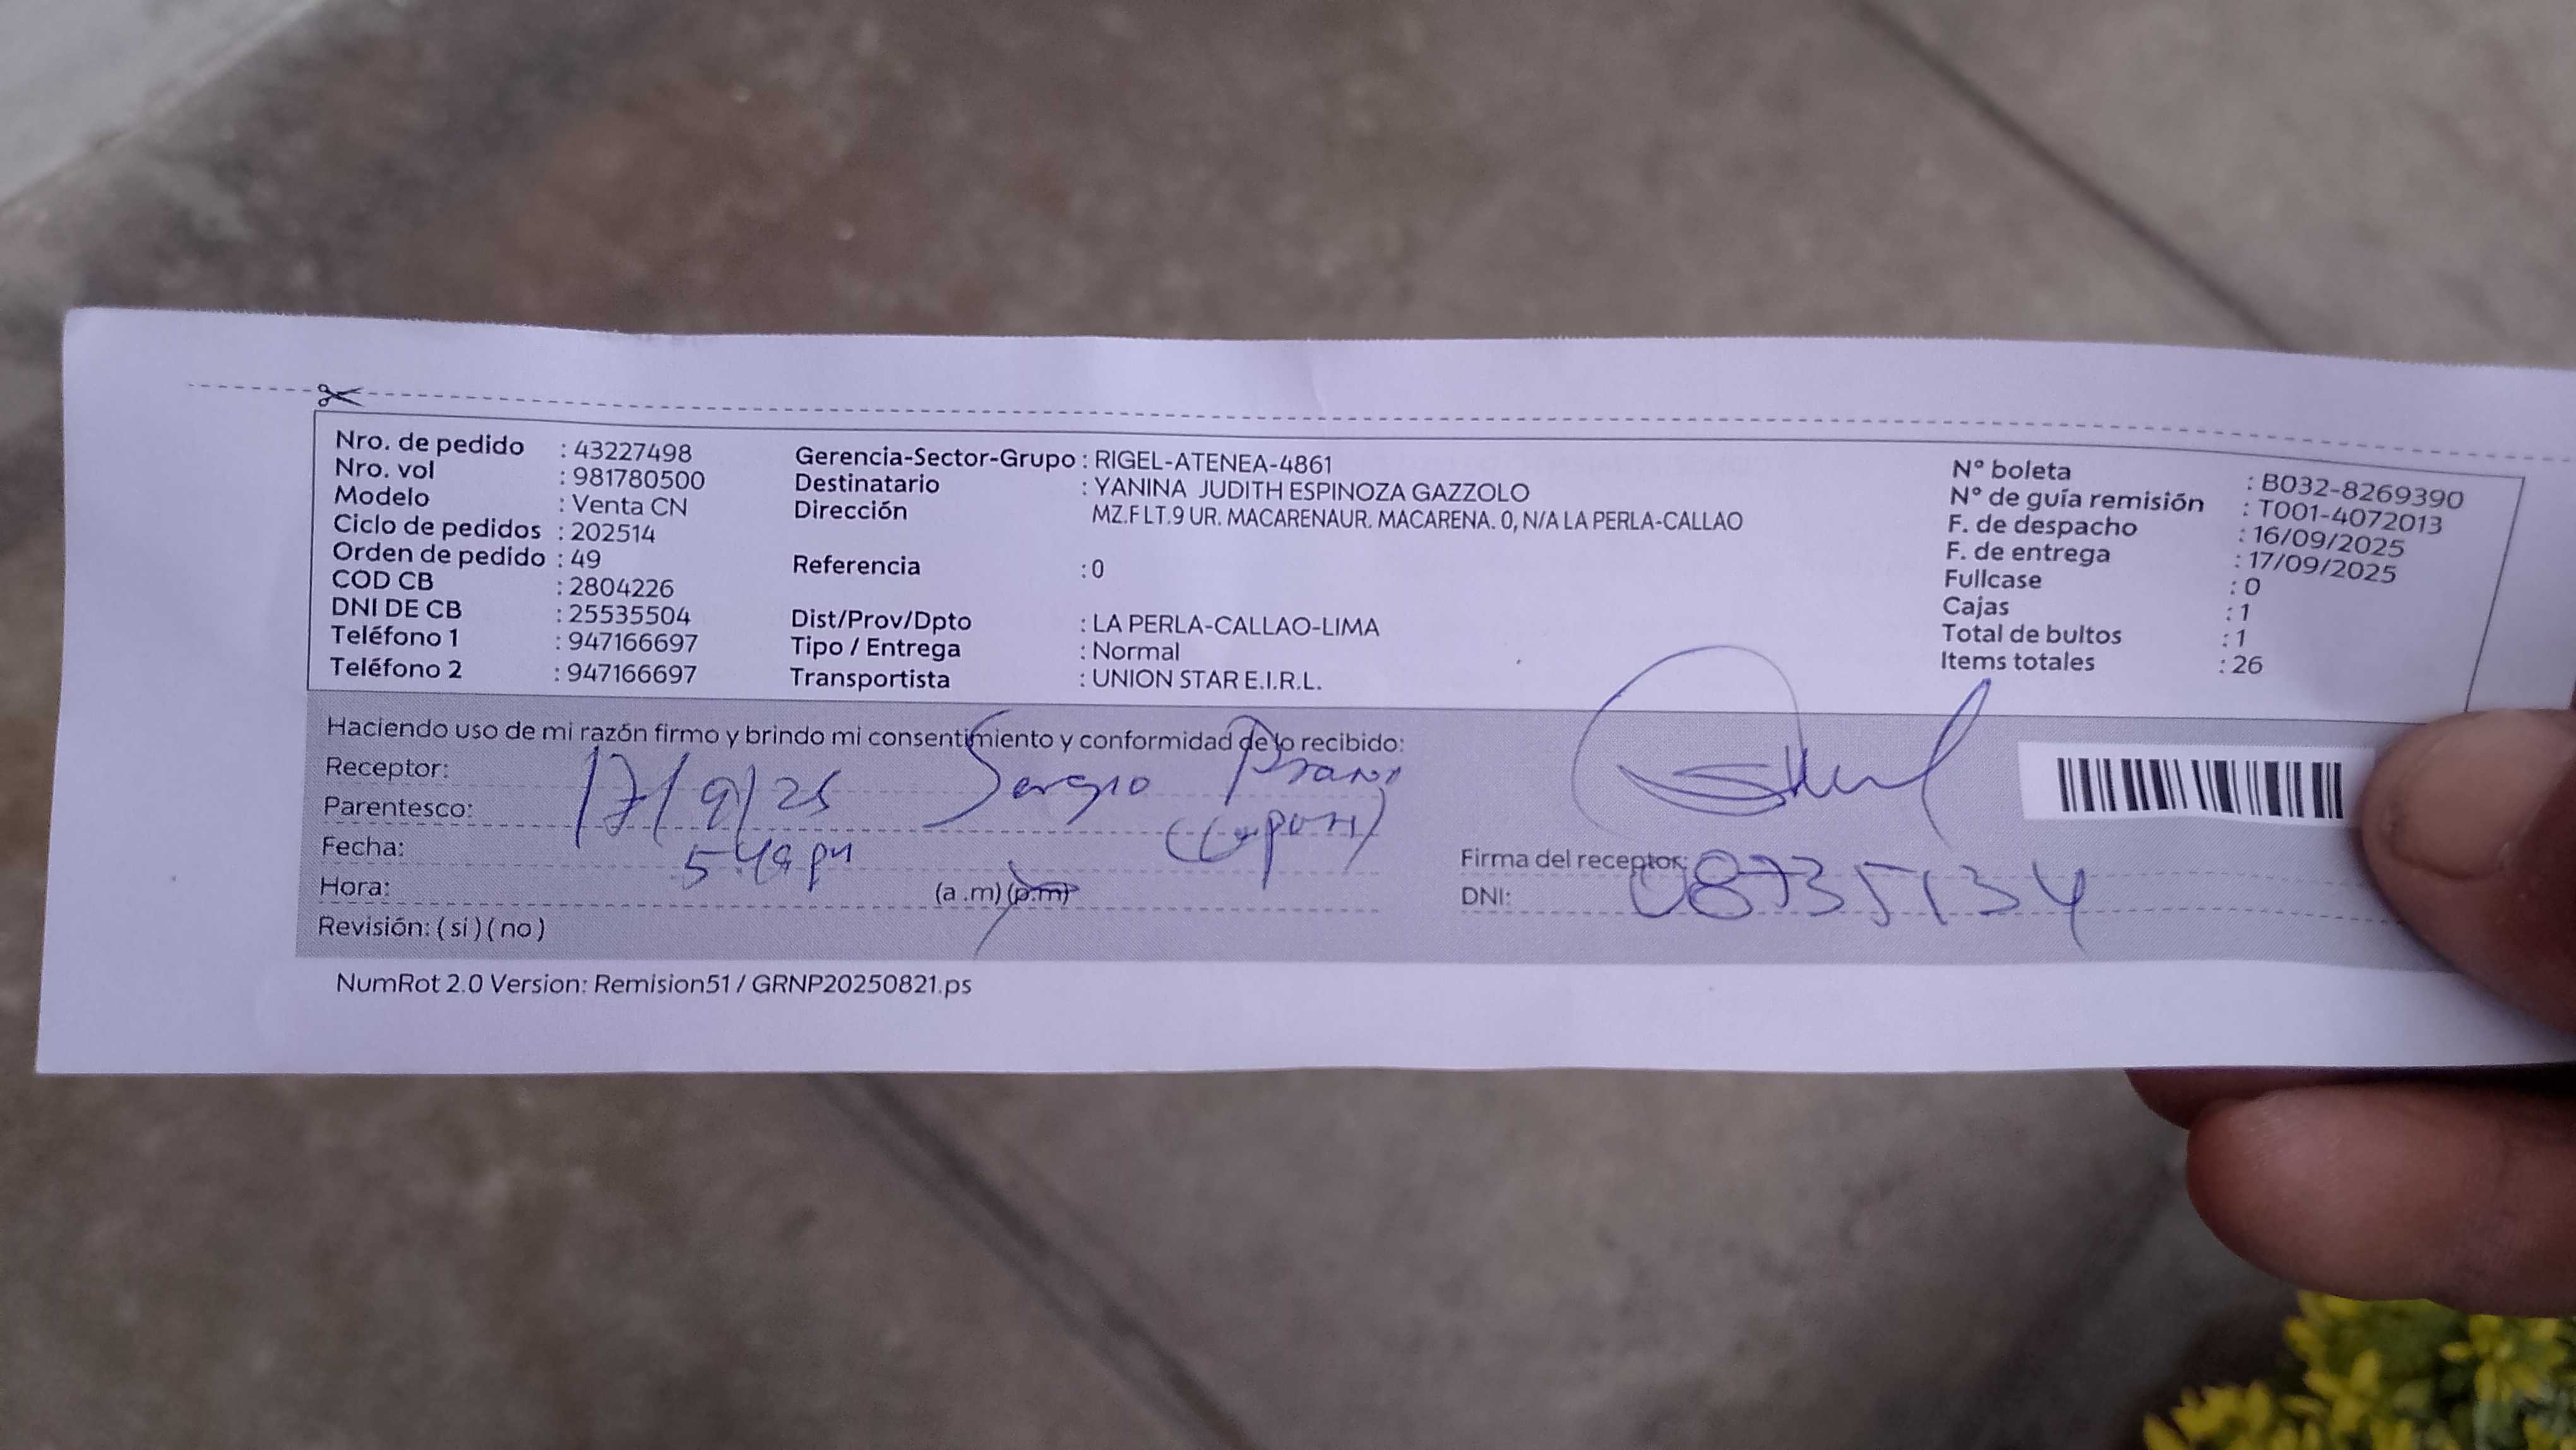 Nro. de pedido : 43227498
Nro. vol : 981780500
Modelo : Venta CN
Ciclo de pedidos : 202514
Orden de pedido : 49
COD CB : 2804226
DNI DE CB : 25535504
Teléfono 1 : 947166697
Teléfono 2 : 947166697
Gerencia-Sector-Grupo : RIGEL-ATENEA-4861
Destinatario : YANINA JUDITH ESPINOZA GAZZOLO
Dirección MZ.F LT.9 UR. MACARENAUR. MACARENA. 0, N/A LA PERLA-CALLAO
Referencia : 0
Dist/Prov/Dpto : LA PERLA-CALLAO-LIMA
Tipo / Entrega : Normal
Transportista : UNION STAR E.I.R.L.
N° boleta : B032-8269390
N° de guía remisión : T001-4072013
F. de despacho : 16/09/2025
F. de entrega : 17/09/2025
Fullcase : 0
Cajas : 1
Total de bultos : 1
Items totales : 26
Haciendo uso de mi razón firmo y brindo mi consentimiento y conformidad de lo recibido:
Receptor:
17/9/25 Sergio
Parentesco:
Fecha:
5:49 pm
Hora: (a .m) (p.m)
Revisión: ( si ) ( no )
Firma del receptor:
DNI: 08735134
NumRot 2.0 Version: Remision51 / GRNP20250821.ps